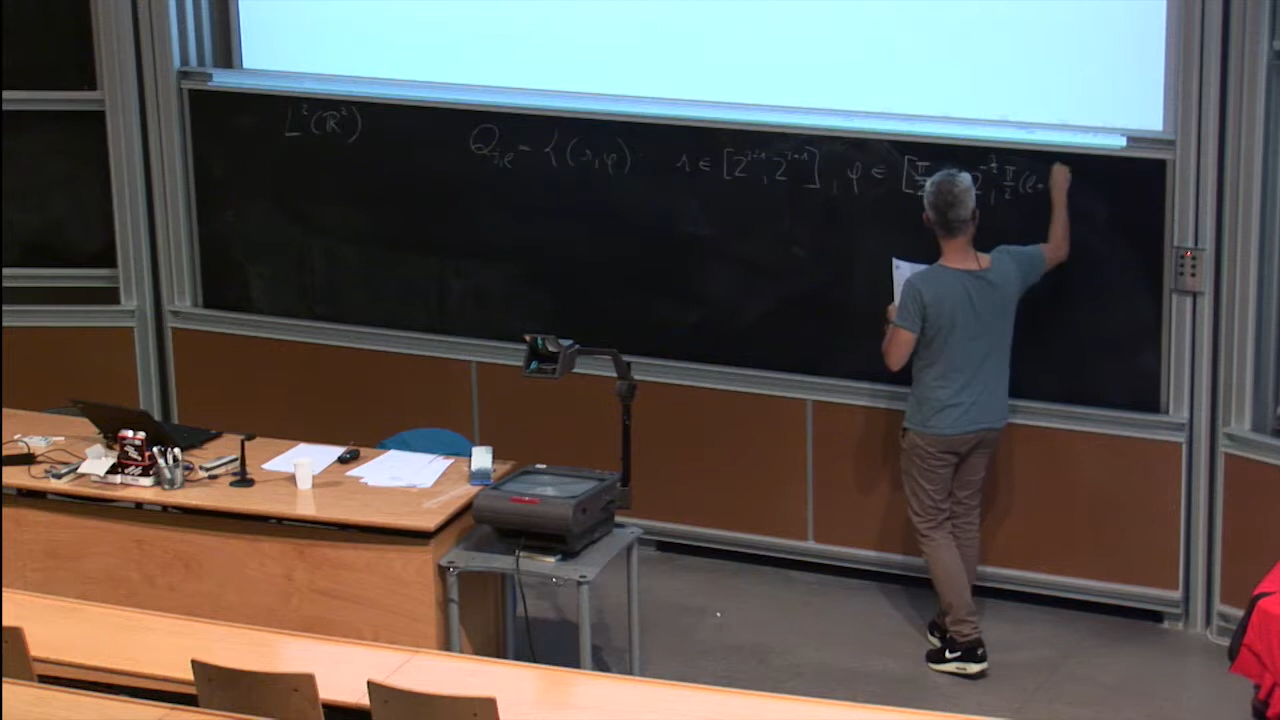 L²(ℝ²) Q_{j,ℓ} = { (r,φ) : r ∈ [2^{j-1}, 2^{j+1}], φ ∈ [π/2 2^{-j/2}, π/2 (ℓ+